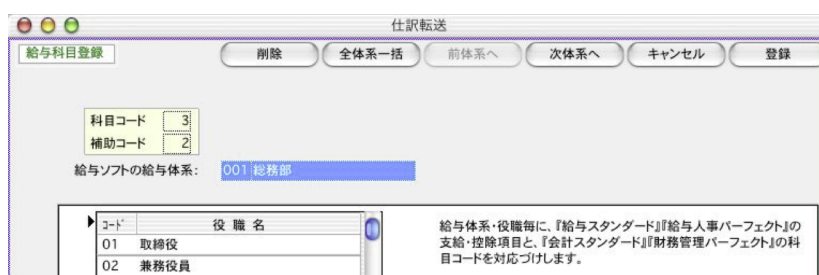 仕訳転送
給与科目登録 削除 全体系一括 前体系へ 次体系へ キャンセル 登録
科目コード 3
補助コード 2
給与ソフトの給与体系: 001 総務部
ｺｰﾄﾞ 役 職 名
01 取締役
02 兼務役員
給与体系・役職毎に、『給与スタンダード』『給与人事パーフェクト』の
支給・控除項目と、『会計スタンダード』『財務管理パーフェクト』の科
目コードを対応づけします。